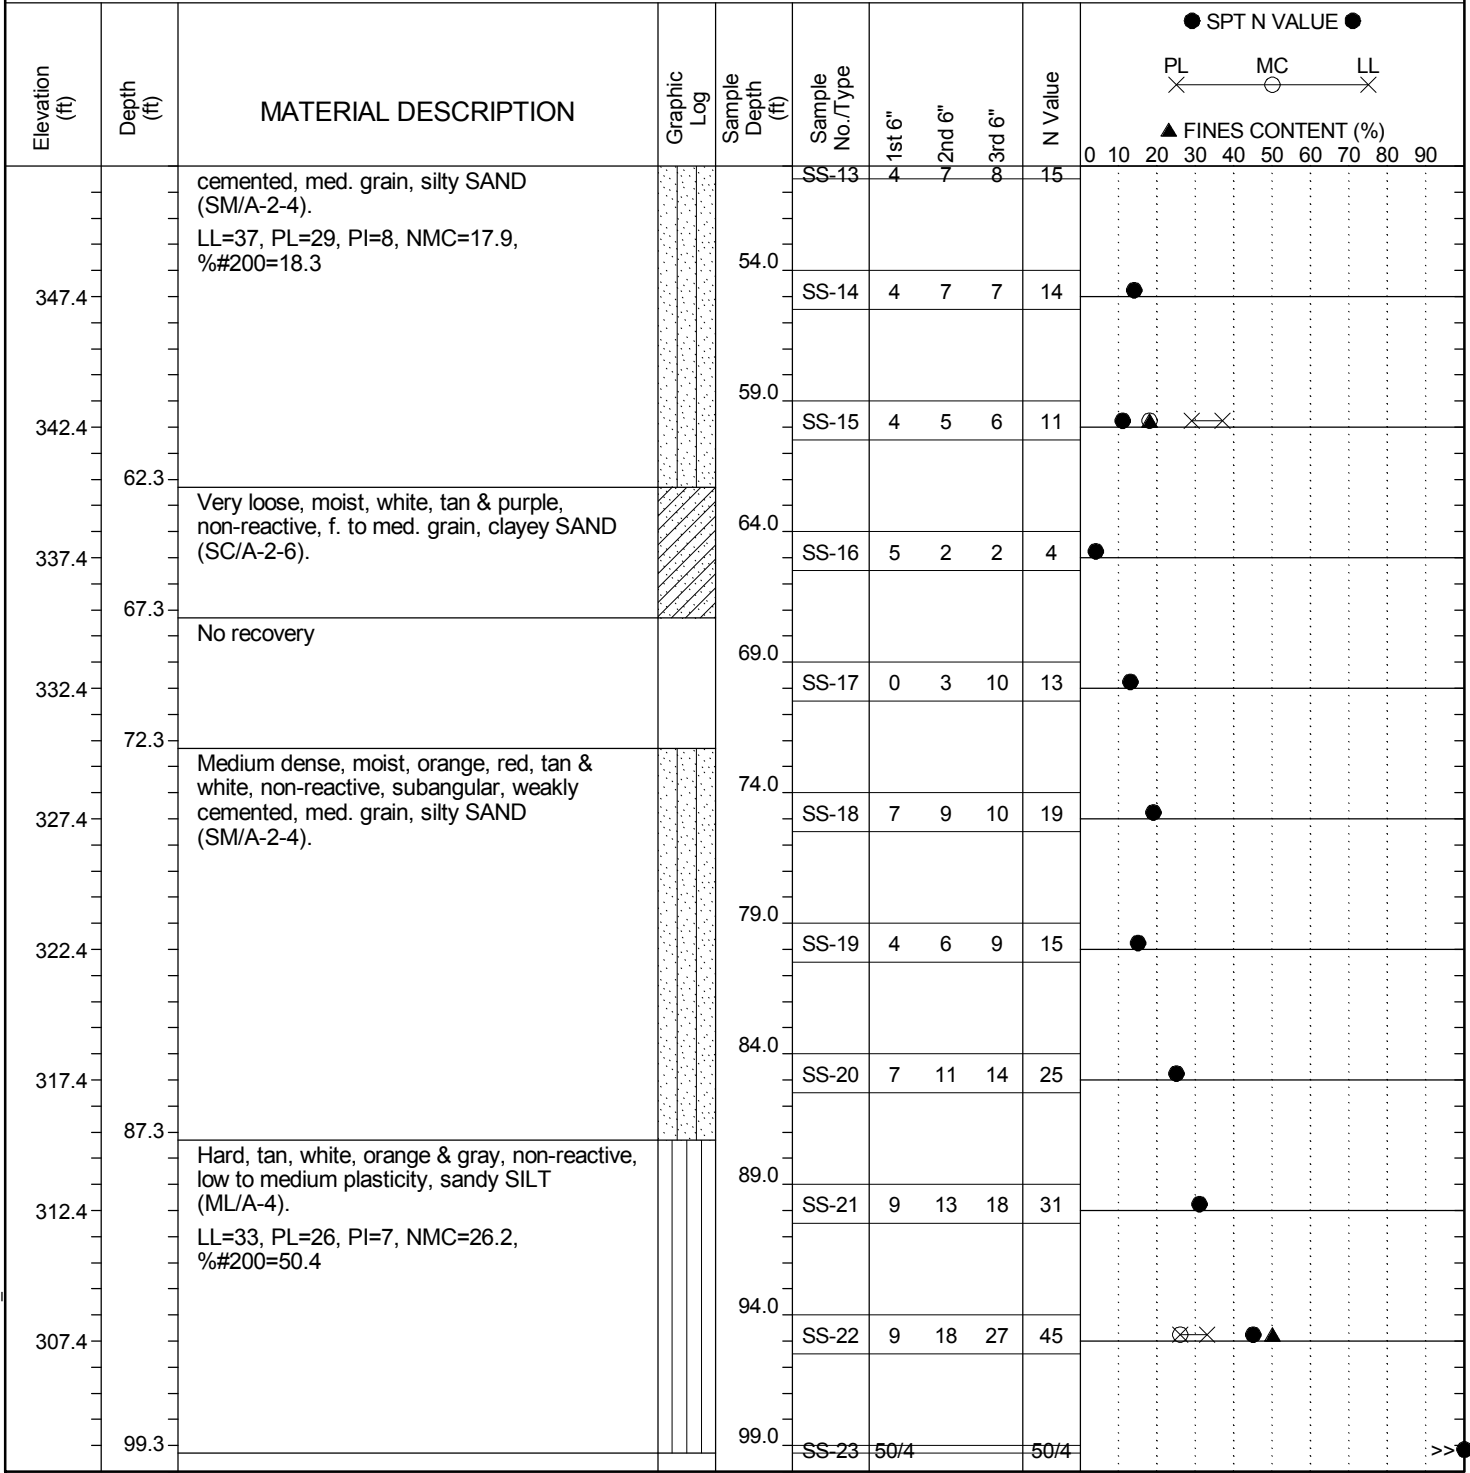 ● SPT N VALUE ●
PL MC LL
▲ FINES CONTENT (%)
0 10 20 30 40 50 60 70 80 90
Elevation (ft)
Depth (ft)
MATERIAL DESCRIPTION
Graphic Log
Sample Depth (ft)
Sample No./Type
1st 6"
2nd 6"
3rd 6"
N Value
cemented, med. grain, silty SAND
(SM/A-2-4).
LL=37, PL=29, PI=8, NMC=17.9,
%#200=18.3
SS-13 4 7 8 15
54.0
347.4 SS-14 4 7 7 14
59.0
342.4 SS-15 4 5 6 11
62.3
Very loose, moist, white, tan & purple,
non-reactive, f. to med. grain, clayey SAND
(SC/A-2-6).
64.0
337.4 SS-16 5 2 2 4
67.3
No recovery
69.0
332.4 SS-17 0 3 10 13
72.3
Medium dense, moist, orange, red, tan &
white, non-reactive, subangular, weakly
cemented, med. grain, silty SAND
(SM/A-2-4).
74.0
327.4 SS-18 7 9 10 19
79.0
322.4 SS-19 4 6 9 15
84.0
317.4 SS-20 7 11 14 25
87.3
Hard, tan, white, orange & gray, non-reactive,
low to medium plasticity, sandy SILT
(ML/A-4).
LL=33, PL=26, PI=7, NMC=26.2,
%#200=50.4
89.0
312.4 SS-21 9 13 18 31
94.0
307.4 SS-22 9 18 27 45
99.3
99.0
SS-23 50/4 50/4 >>